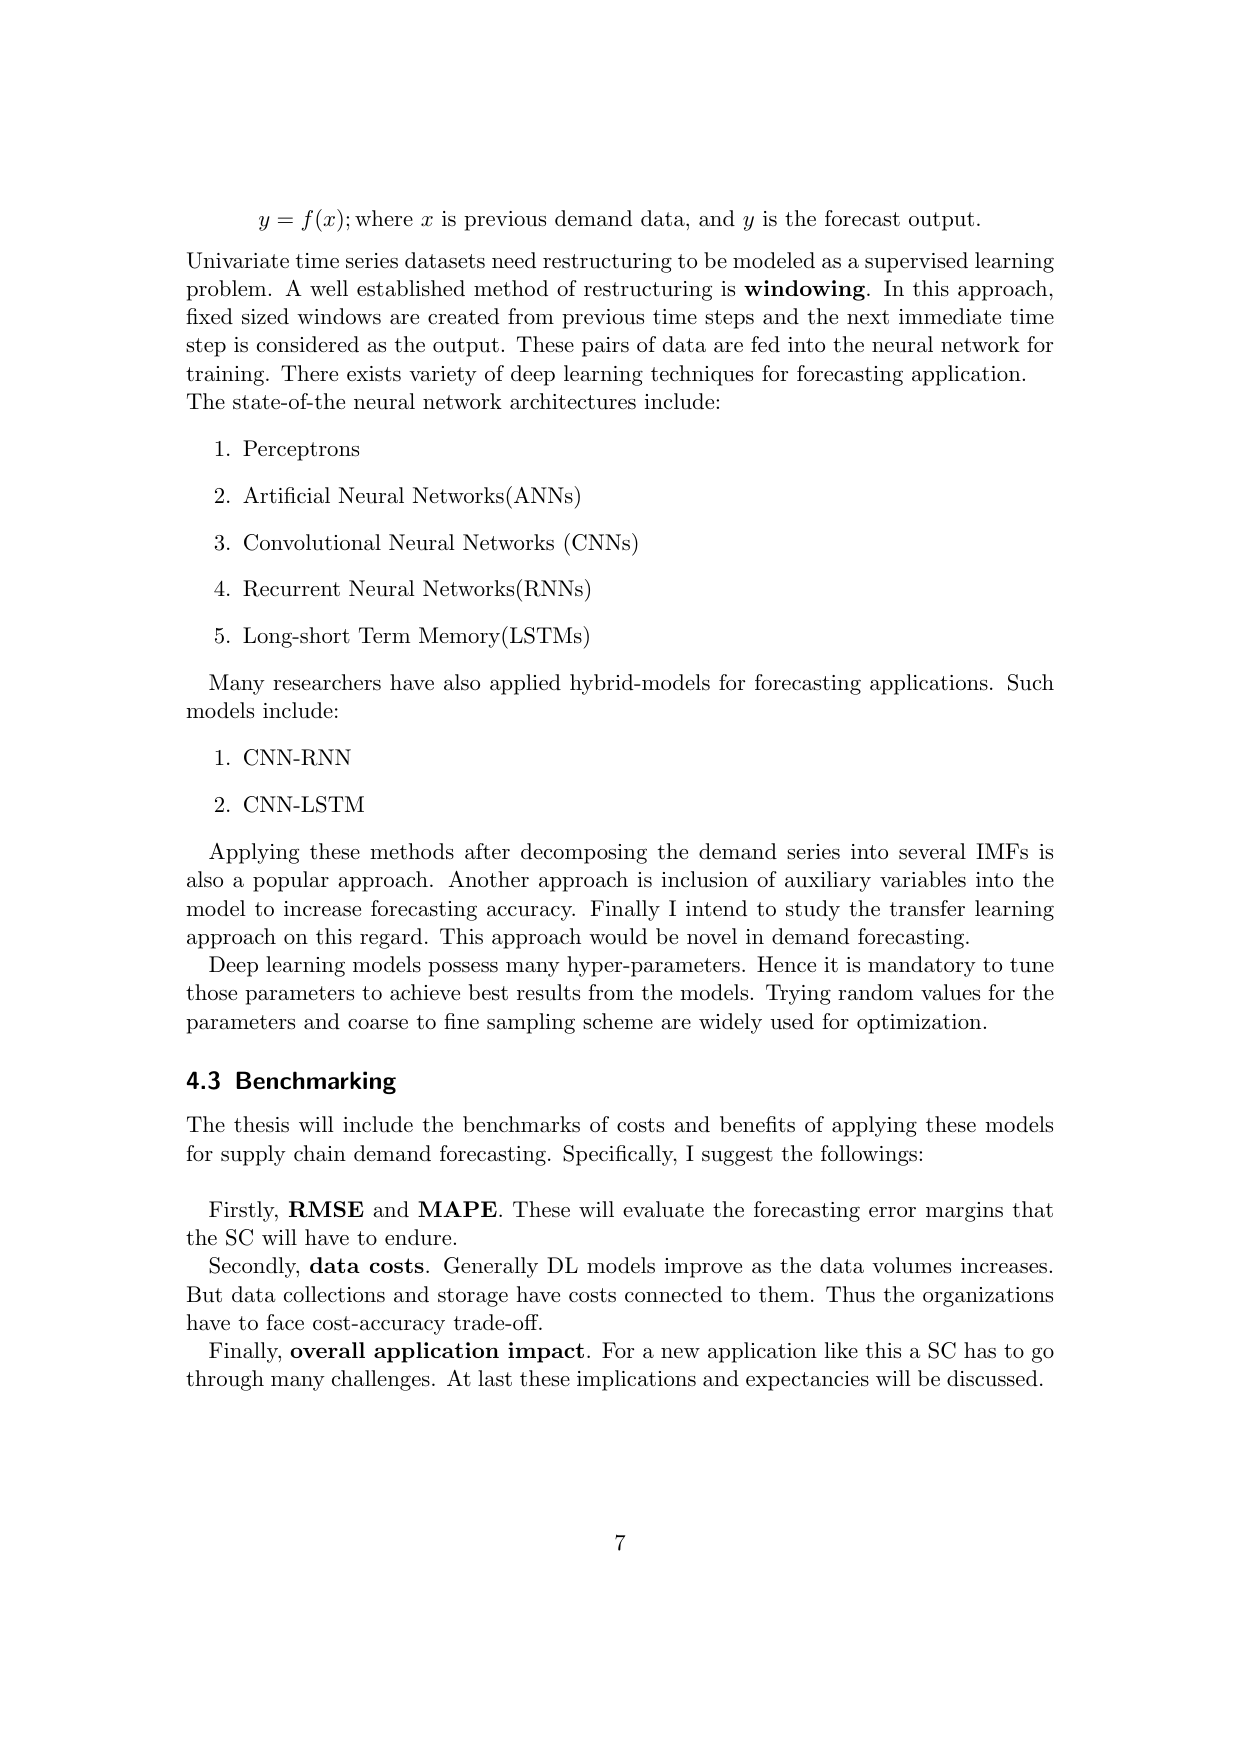 y = f(x); where x is previous demand data, and y is the forecast output.
Univariate time series datasets need restructuring to be modeled as a supervised learning
problem. A well established method of restructuring is windowing. In this approach,
fixed sized windows are created from previous time steps and the next immediate time
step is considered as the output. These pairs of data are fed into the neural network for
training. There exists variety of deep learning techniques for forecasting application.
The state-of-the neural network architectures include:
1. Perceptrons
2. Artificial Neural Networks(ANNs)
3. Convolutional Neural Networks (CNNs)
4. Recurrent Neural Networks(RNNs)
5. Long-short Term Memory(LSTMs)
Many researchers have also applied hybrid-models for forecasting applications. Such
models include:
1. CNN-RNN
2. CNN-LSTM
Applying these methods after decomposing the demand series into several IMFs is
also a popular approach. Another approach is inclusion of auxiliary variables into the
model to increase forecasting accuracy. Finally I intend to study the transfer learning
approach on this regard. This approach would be novel in demand forecasting.
Deep learning models possess many hyper-parameters. Hence it is mandatory to tune
those parameters to achieve best results from the models. Trying random values for the
parameters and coarse to fine sampling scheme are widely used for optimization.
4.3 Benchmarking
The thesis will include the benchmarks of costs and benefits of applying these models
for supply chain demand forecasting. Specifically, I suggest the followings:
Firstly, RMSE and MAPE. These will evaluate the forecasting error margins that
the SC will have to endure.
Secondly, data costs. Generally DL models improve as the data volumes increases.
But data collections and storage have costs connected to them. Thus the organizations
have to face cost-accuracy trade-off.
Finally, overall application impact. For a new application like this a SC has to go
through many challenges. At last these implications and expectancies will be discussed.
7